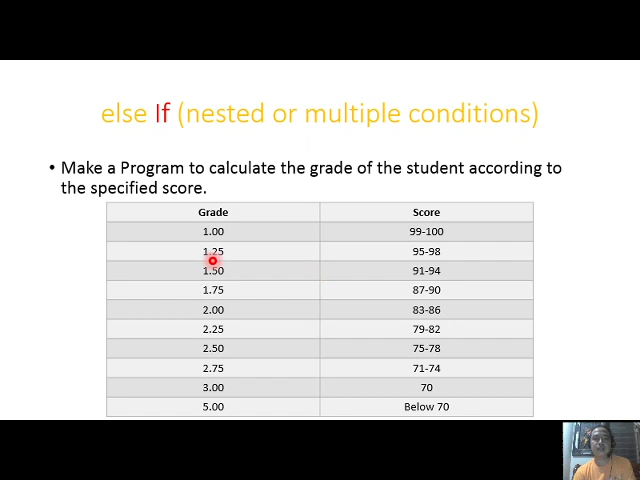 else If (nested or multiple conditions)
• Make a Program to calculate the grade of the student according to
the specified score.
Grade Score
1.00 99-100
1.25 95-98
1.50 91-94
1.75 87-90
2.00 83-86
2.25 79-82
2.50 75-78
2.75 71-74
3.00 70
5.00 Below 70